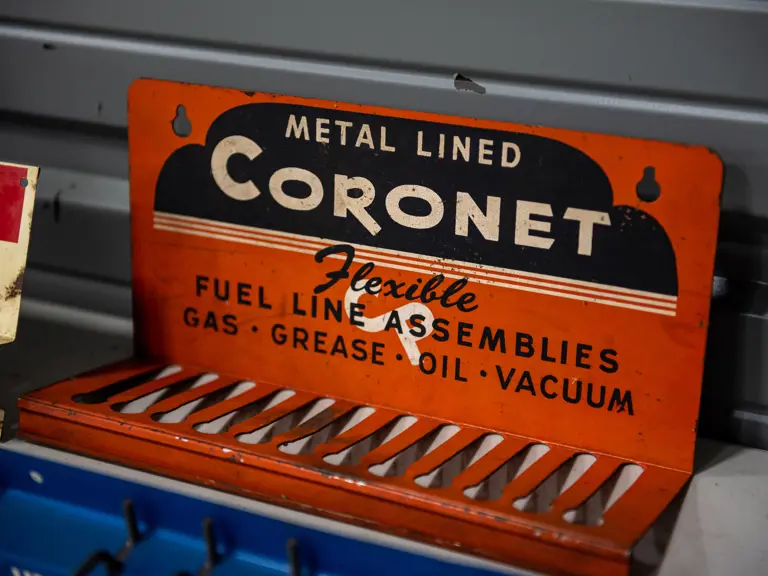 METAL LINED
CORONET
Flexible
FUEL LINE ASSEMBLIES
GAS · GREASE · OIL · VACUUM